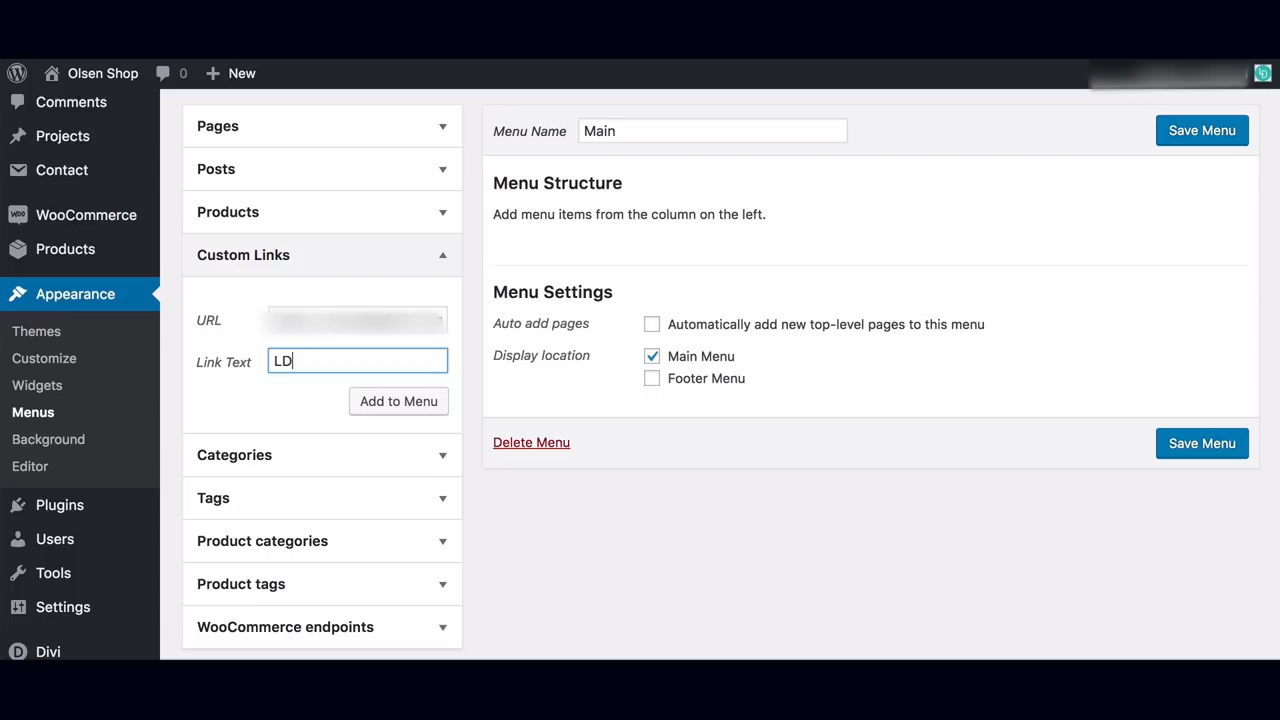 Olsen Shop 0 New
Comments
Projects
Contact
WooCommerce
Products
Appearance
Themes
Customize
Widgets
Menus
Background
Editor
Plugins
Users
Tools
Settings
Divi
Pages
Posts
Products
Custom Links
URL
Link Text LD
Add to Menu
Categories
Tags
Product categories
Product tags
WooCommerce endpoints
Menu Name Main Save Menu
Menu Structure
Add menu items from the column on the left.
Menu Settings
Auto add pages Automatically add new top-level pages to this menu
Display location Main Menu
Footer Menu
Delete Menu Save Menu